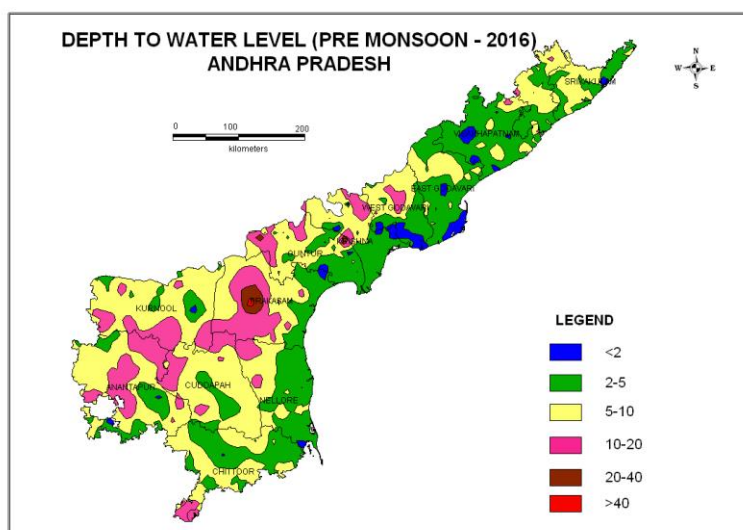 DEPTH TO WATER LEVEL (PRE MONSOON - 2016)
ANDHRA PRADESH
N
W E
S
0 100 200
kilometers
SRIKAKULAM
VISAKHAPATNAM
EAST GODAVARI
WEST GODAVARI
KRISHNA
GUNTUR
PRAKASAM
KURNOOL
ANANTAPUR
CUDDAPAH
NELLORE
CHITTOOR
LEGEND
<2
2-5
5-10
10-20
20-40
>40